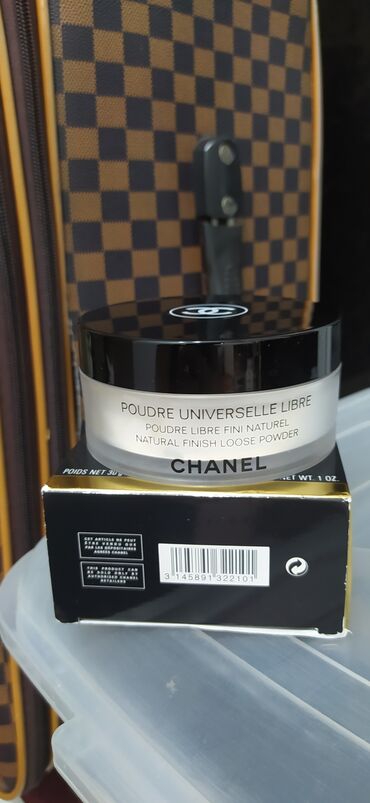 POUDRE UNIVERSELLE LIBRE
POUDRE LIBRE FINI NATUREL
NATURAL FINISH LOOSE POWDER
CHANEL
POIDS NET 30
WT. 1 OZ.
CET ARTICLE NE PEUT
ÊTRE VENDU QUE
PAR LES DÉPOSITAIRES
AGRÉÉS CHANEL
THIS PRODUCT CAN
BE SOLD ONLY BY
AUTHORIZED CHANEL
RETAILERS
3 145891 322101